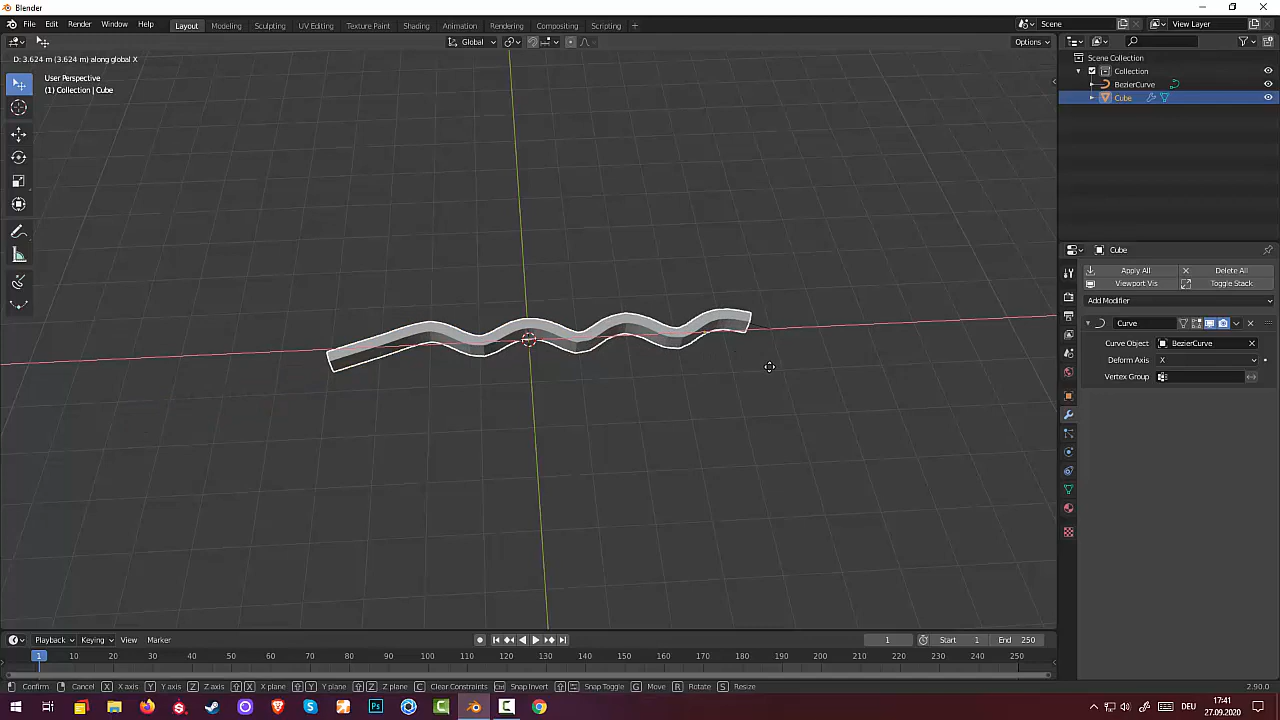 Blender
File Edit Render Window Help Layout Modeling Sculpting UV Editing Texture Paint Shading Animation Rendering Compositing Scripting + Scene View Layer
Global Options
D: 3.624 m (3.624 m) along global X
User Perspective
(1) Collection | Cube
Scene Collection
Collection
BezierCurve
Cube
Cube
Apply All Delete All
Viewport Vis Toggle Stack
Add Modifier
Curve
Curve Object BezierCurve
Deform Axis X
Vertex Group
Playback Keying View Marker 1 Start 1 End 250
1 10 20 30 40 50 60 70 80 90 100 110 120 130 140 150 160 170 180 190 200 210 220 230 240 250
Confirm Cancel X X axis Y Y axis Z Z axis X X plane Y Y plane Z Z plane C Clear Constraints Snap Invert Snap Toggle G Move R Rotate S Resize 2.90.0
DEU 17:41
27.09.2020